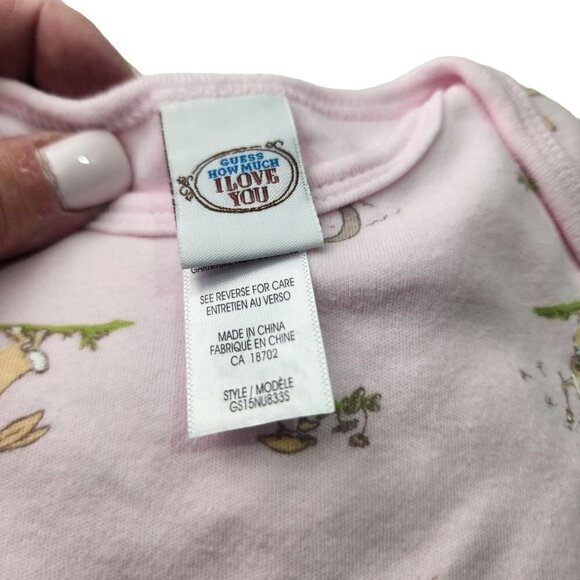 GUESS
HOW MUCH
I LOVE
YOU
SEE REVERSE FOR CARE
ENTRETIEN AU VERSO
MADE IN CHINA
FABRIQUÉ EN CHINE
CA 18702
STYLE / MODÈLE
GS15NU833S